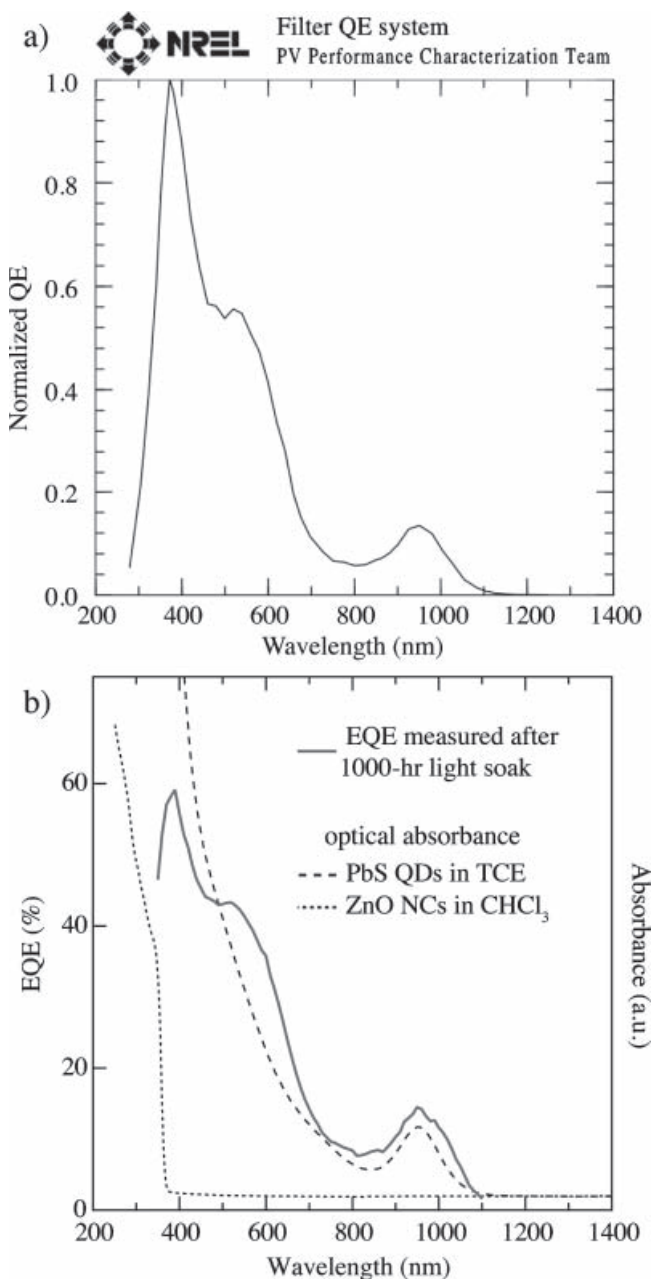 a)
NREL
Filter QE system
PV Performance Characterization Team
1.0
0.8
0.6
0.4
0.2
0.0
Normalized QE
200 400 600 800 1000 1200 1400
Wavelength (nm)
b)
EQE measured after
1000-hr light soak
optical absorbance
PbS QDs in TCE
ZnO NCs in CHCl₃
60
40
20
0
EQE (%)
Absorbance (a.u.)
200 400 600 800 1000 1200 1400
Wavelength (nm)